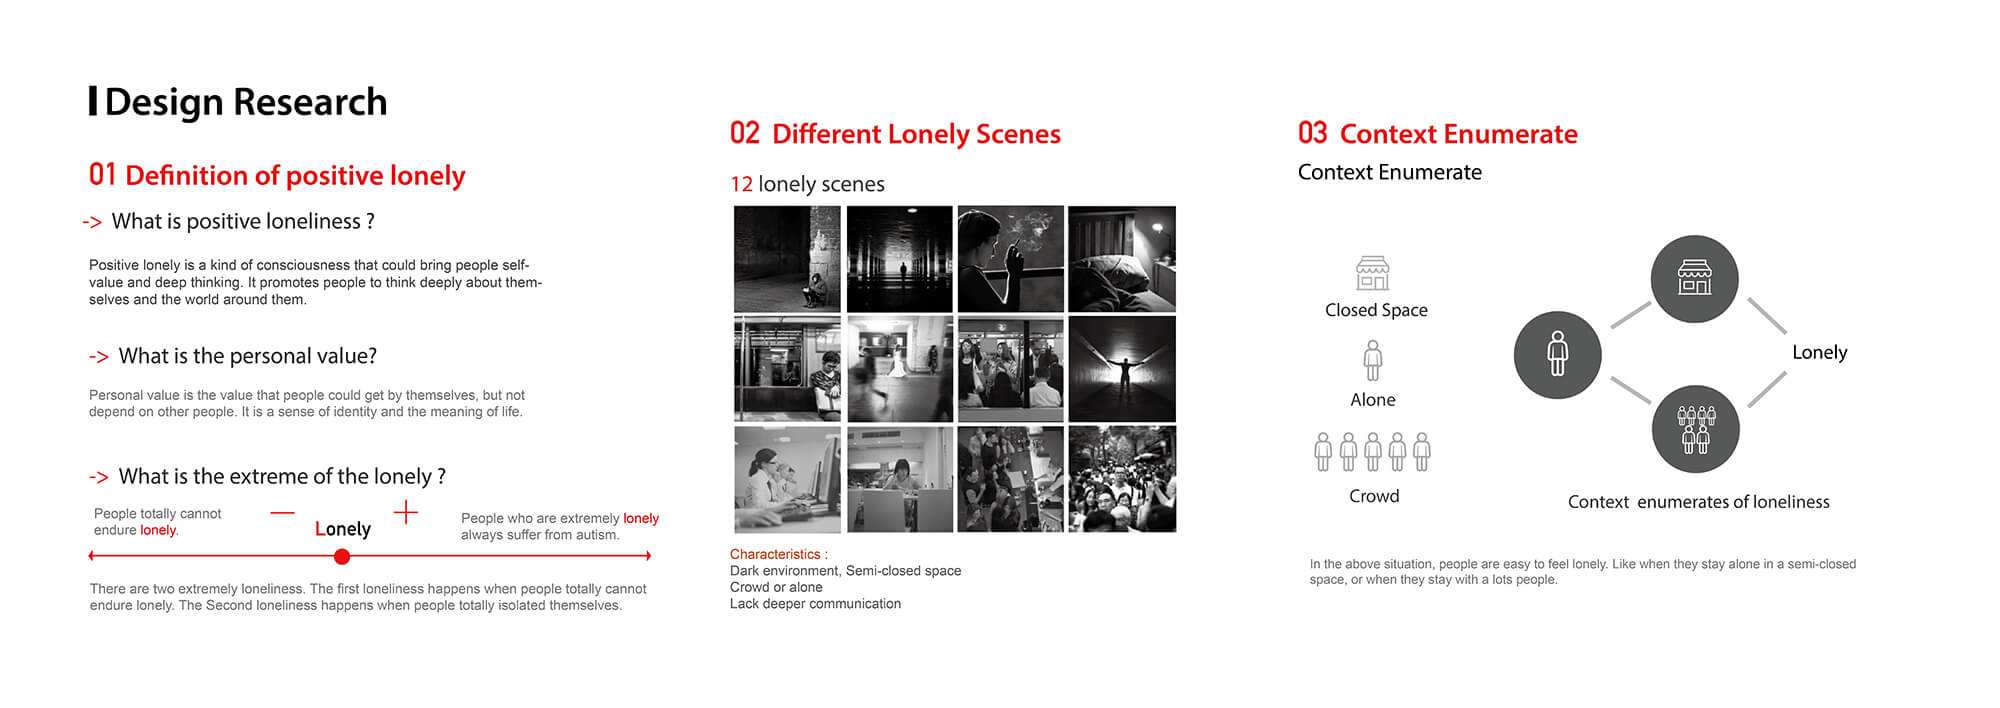 Design Research
01 Definition of positive lonely
-> What is positive loneliness ?
Positive lonely is a kind of consciousness that could bring people self-
value and deep thinking. It promotes people to think deeply about them-
selves and the world around them.
-> What is the personal value?
Personal value is the value that people could get by themselves, but not
depend on other people. It is a sense of identity and the meaning of life.
-> What is the extreme of the lonely ?
People totally cannot
endure lonely.
— Lonely +
People who are extremely lonely
always suffer from autism.
There are two extremely loneliness. The first loneliness happens when people totally cannot
endure lonely. The Second loneliness happens when people totally isolated themselves.
02 Different Lonely Scenes
12 lonely scenes
Characteristics :
Dark environment, Semi-closed space
Crowd or alone
Lack deeper communication
03 Context Enumerate
Context Enumerate
Closed Space
Alone
Crowd
Lonely
Context enumerates of loneliness
In the above situation, people are easy to feel lonely. Like when they stay alone in a semi-closed
space, or when they stay with a lots people.